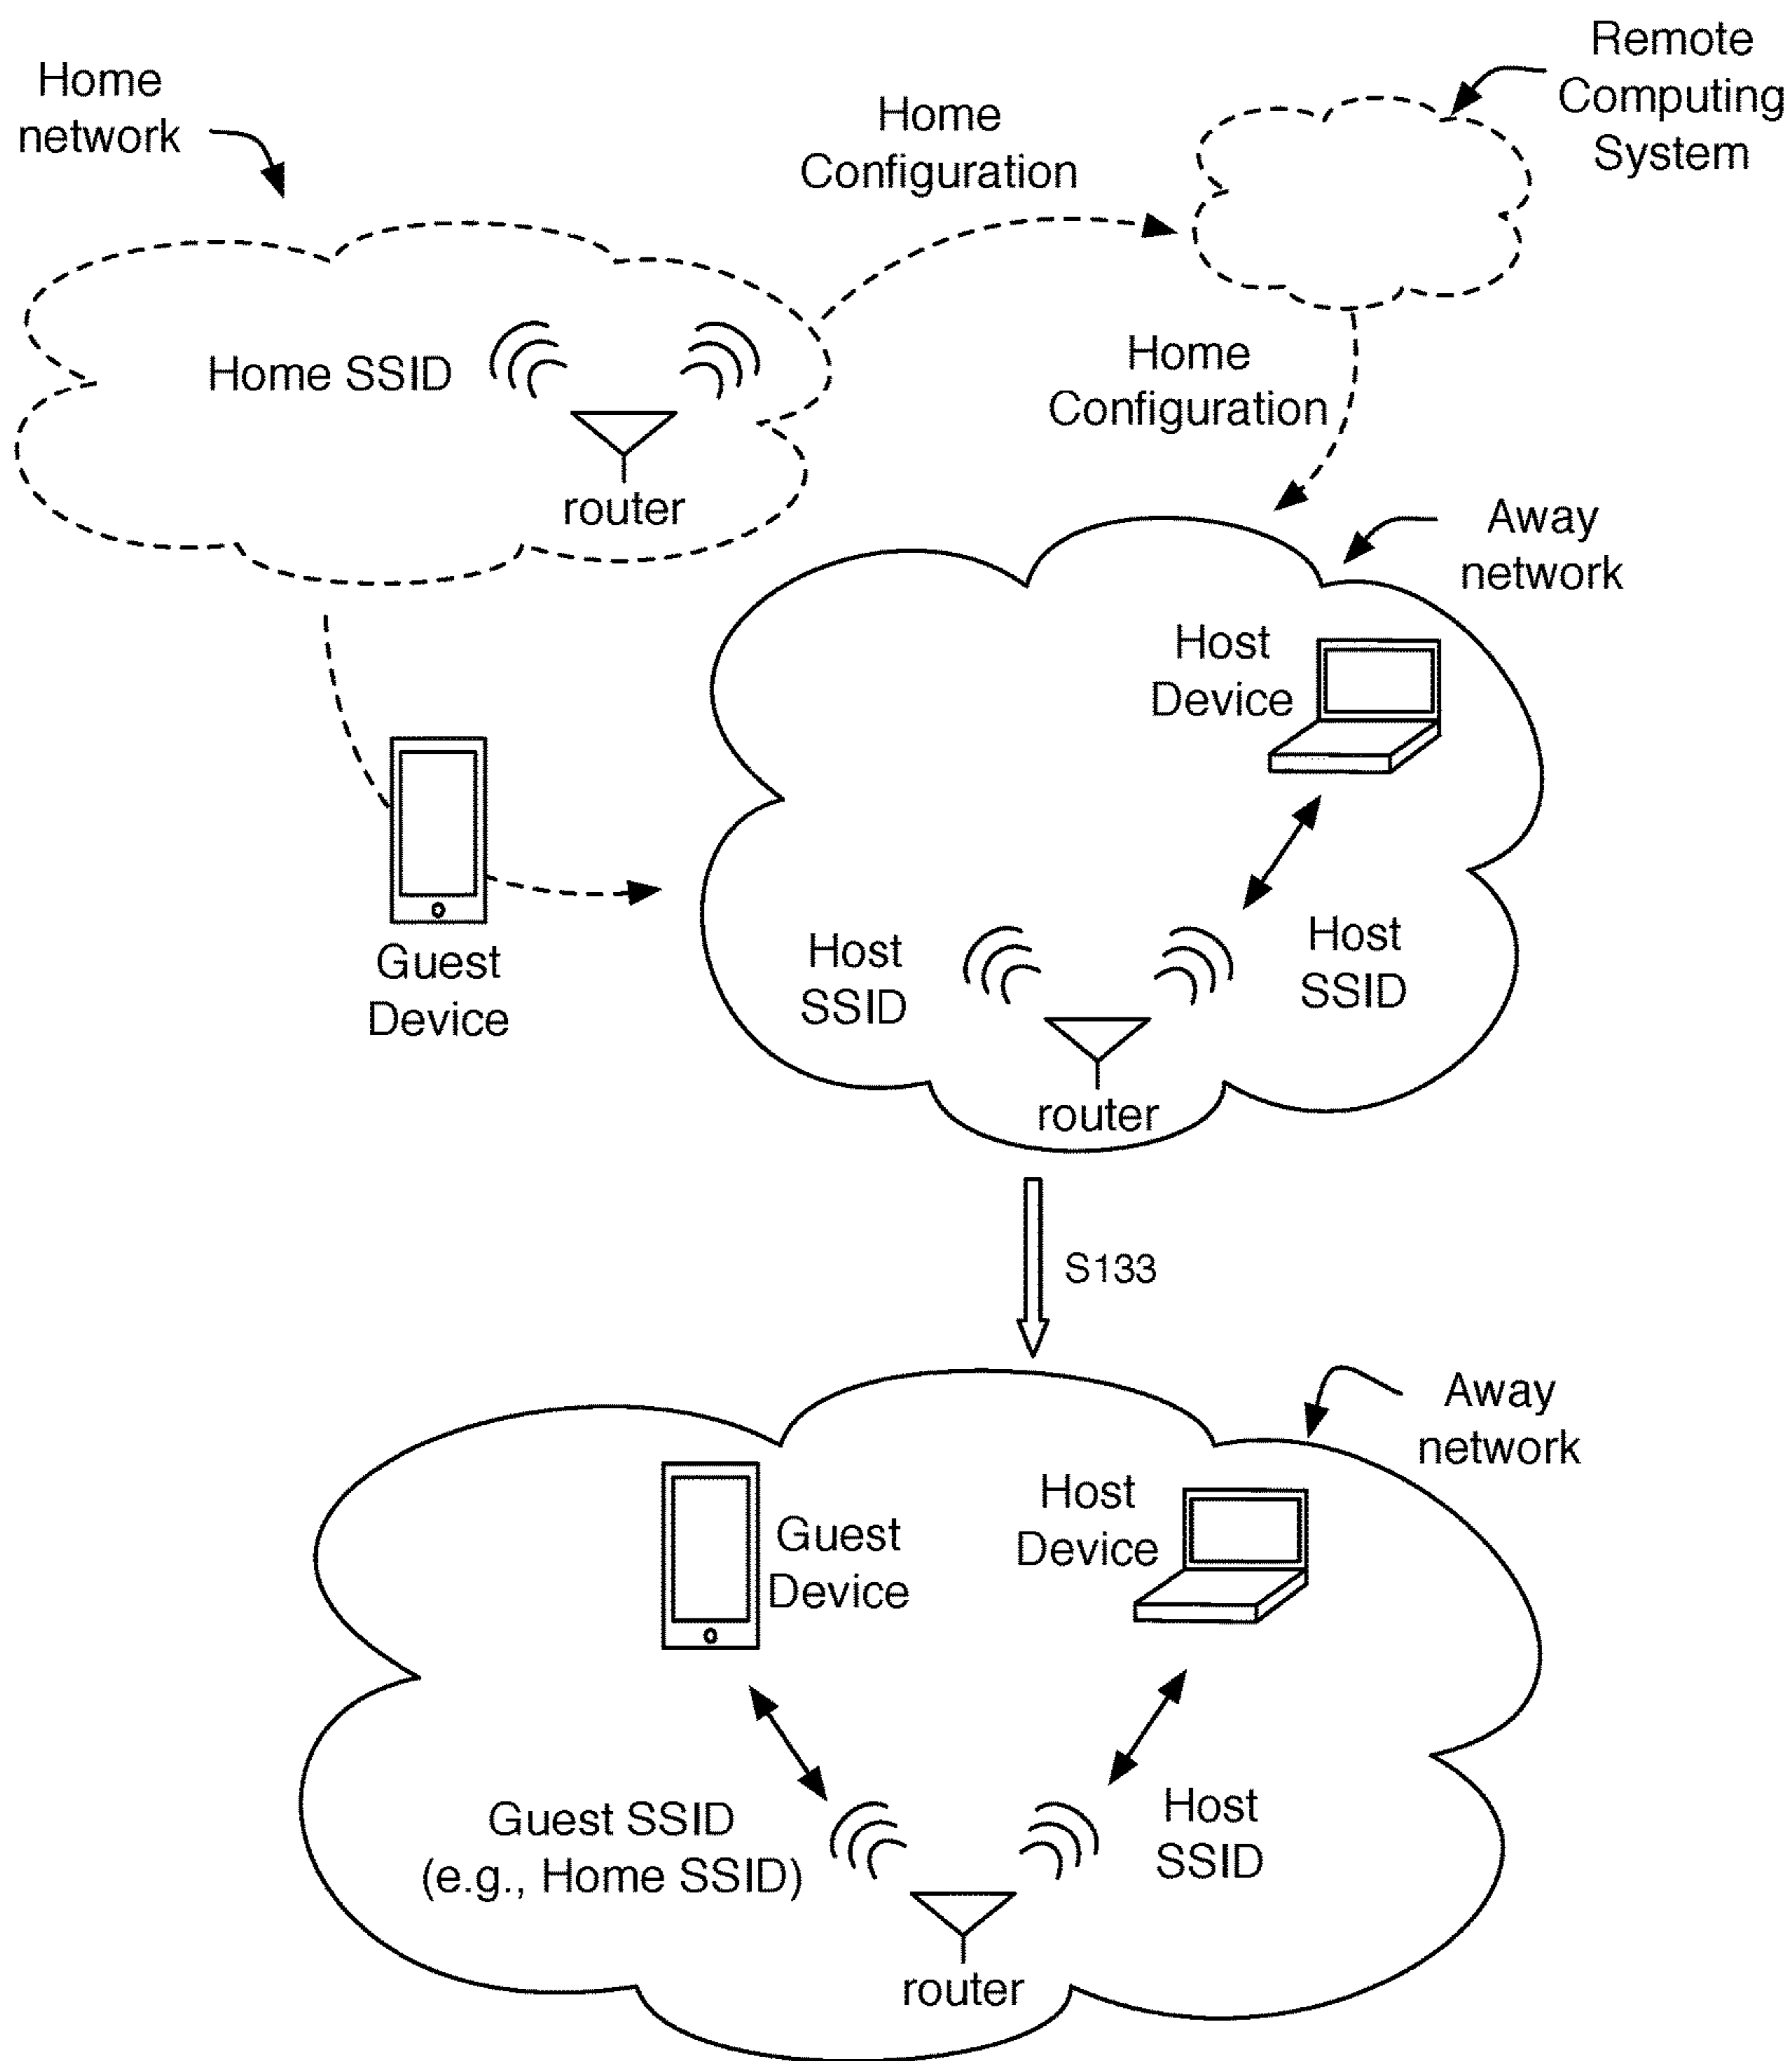 Remote
Computing
System
Home
network
Home
Configuration
Home SSID
Home
Configuration
router
Away
network
Host
Device
Guest
Device
Host
SSID
Host
SSID
router
S133
Away
network
Guest
Device
Host
Device
Guest SSID
(e.g., Home SSID)
Host
SSID
router